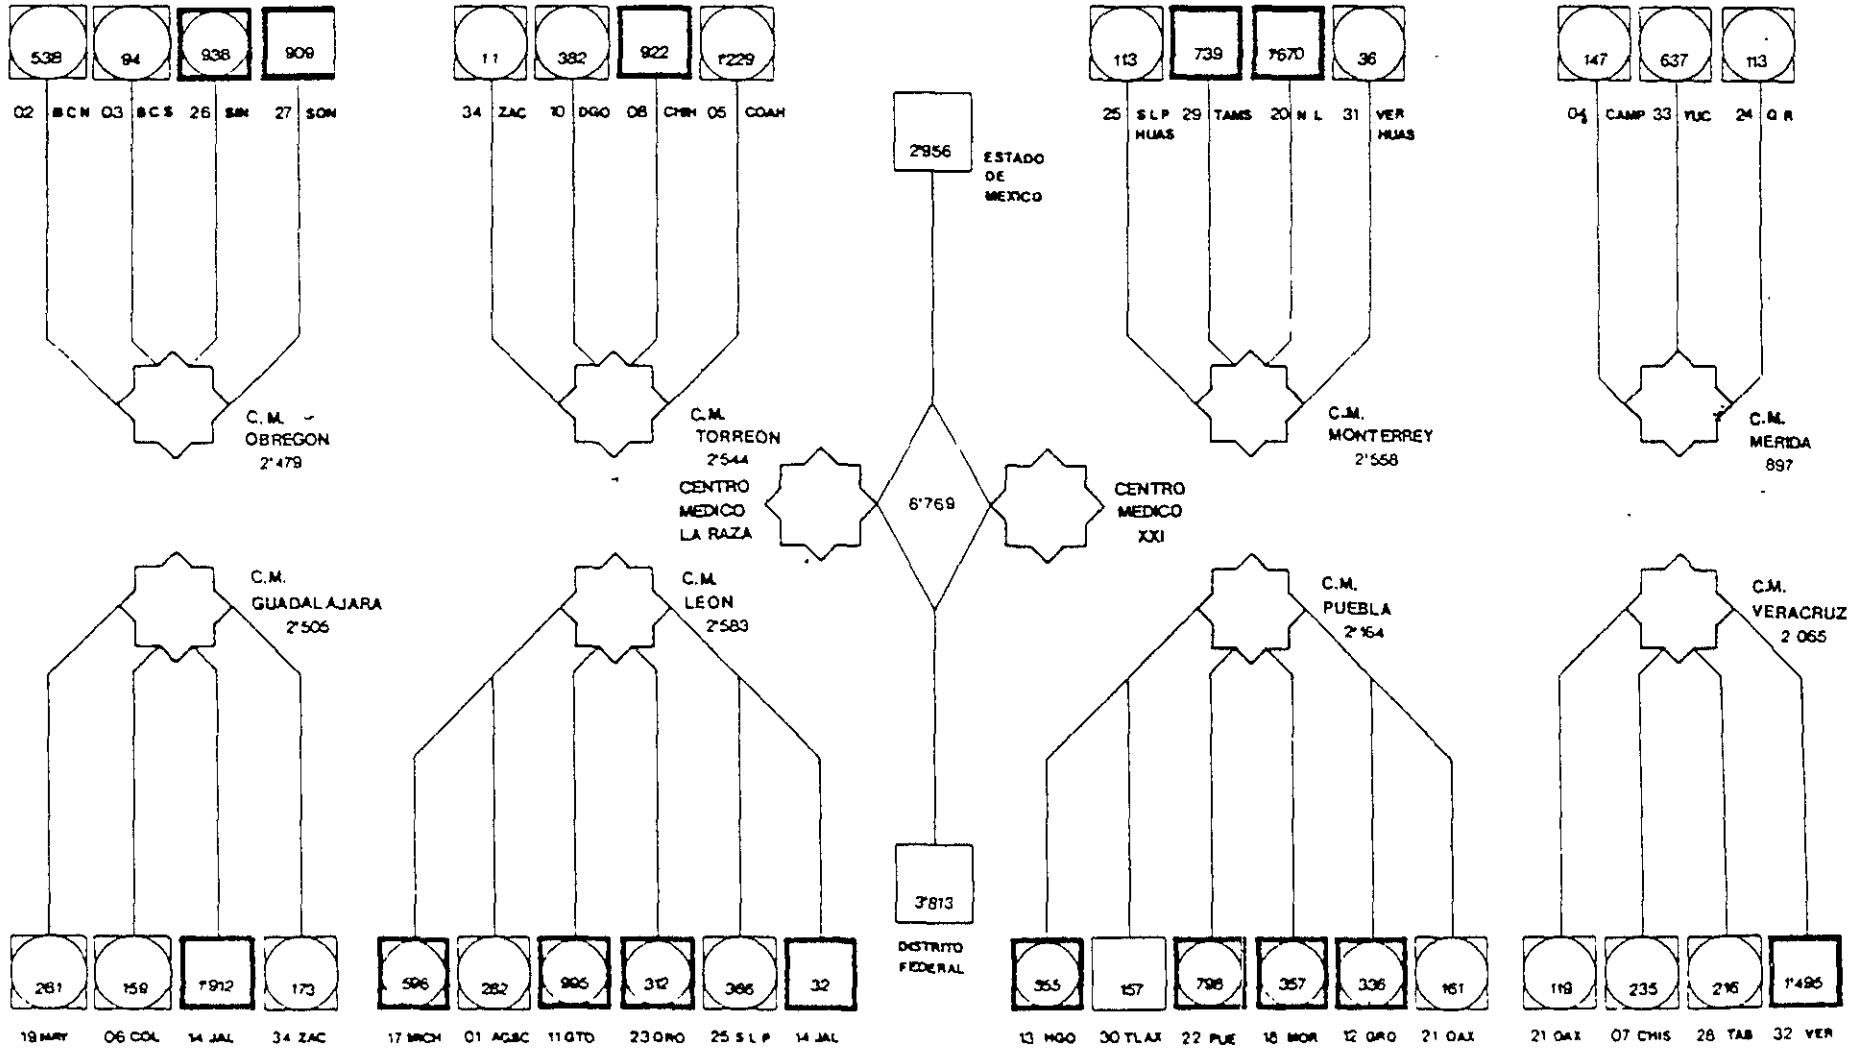 538 94 938 909
11 382 922 1'229
113 739 1'670 36
147 637 113
02 BCN 03 BCS 26 SIN 27 SON
34 ZAC 10 DGO 08 CHIH 05 COAH
25 SLP HUAS 29 TAMS 20 NL 31 VER HUAS
04 CAMP 33 YUC 24 QR
2'956
ESTADO
DE
MEXICO
C.M.
OBREGON
2'479
C.M.
TORREON
2'544
C.M.
MONTERREY
2'558
C.M.
MERIDA
897
CENTRO
MEDICO
LA RAZA
6'769
CENTRO
MEDICO
XXI
C.M.
GUADALAJARA
2'505
C.M.
LEON
2'583
C.M.
PUEBLA
2'164
C.M.
VERACRUZ
2 065
3'813
DISTRITO
FEDERAL
261 159 1'912 173
596 282 995 312 366 32
355 157 798 357 336 161
119 235 216 1'495
19 NAY 06 COL 14 JAL 34 ZAC
17 MICH 01 AGSC 11 GTO 23 QRO 25 SLP 14 JAL
13 HGO 30 TLAX 22 PUE 18 MOR 12 GRO 21 OAX
21 OAX 07 CHIS 28 TAB 32 VER